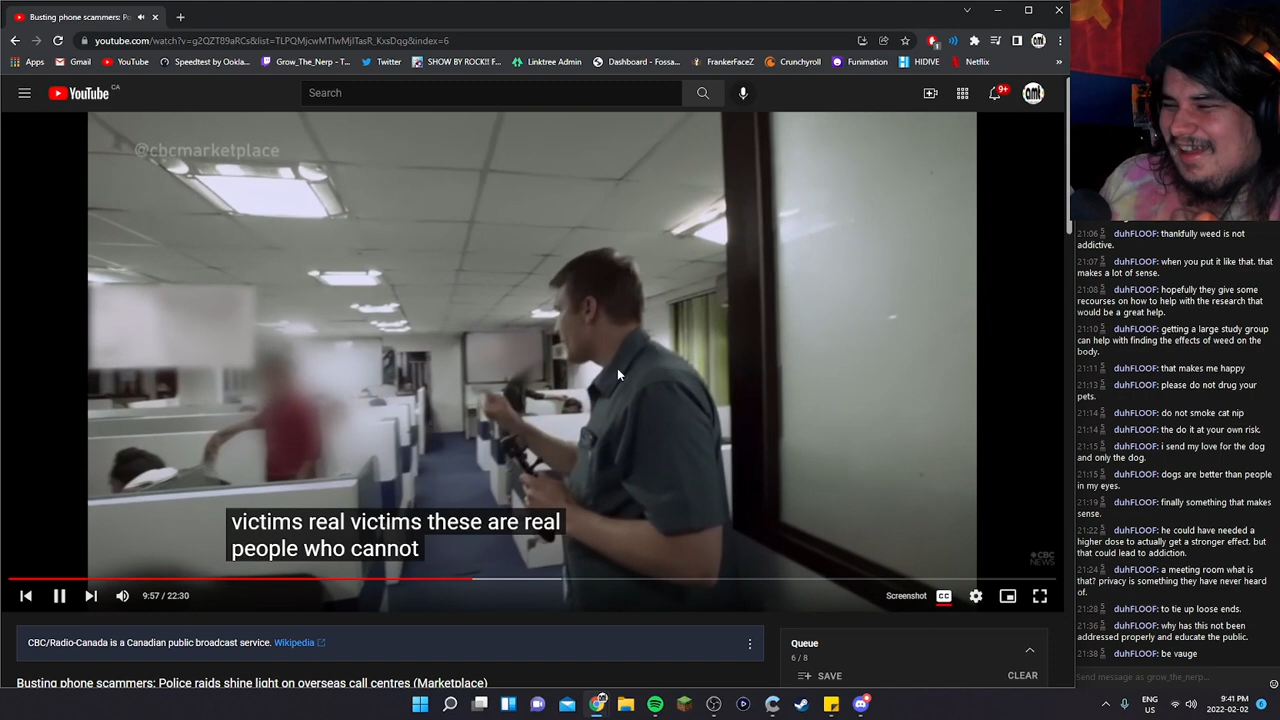 Busting phone scammers: Po
youtube.com/watch?v=g2QZT89aRCs&list=TLPQMjcwMTIwMjITasR_KxsDqg&index=6
Apps Gmail YouTube Speedtest by Ookla... Grow_The_Nerp - T... Twitter SHOW BY ROCK!! F... Linktree Admin Dashboard - Fossa... FrankerFaceZ Crunchyroll Funimation HIDIVE Netflix »
YouTube CA
Search
9+
amt
@cbcmarketplace
victims real victims these are real
people who cannot
CBC
NEWS
9:57 / 22:30
Screenshot
CC
CBC/Radio-Canada is a Canadian public broadcast service. Wikipedia
Queue
6 / 8
SAVE
CLEAR
Busting phone scammers: Police raids shine light on overseas call centres (Marketplace)
21:06 duhFLOOF: thankfully weed is not
addictive.
21:07 duhFLOOF: when you put it like that. that
makes a lot of sense.
21:08 duhFLOOF: hopefully they give some
recourses on how to help with the research that
would be a great help.
21:10 duhFLOOF: getting a large study group
can help with finding the effects of weed on the
body.
21:11 duhFLOOF: that makes me happy
21:13 duhFLOOF: please do not drug your
pets.
21:14 duhFLOOF: do not smoke cat nip
21:14 duhFLOOF: the do it at your own risk.
21:15 duhFLOOF: i send my love for the dog
and only the dog.
21:15 duhFLOOF: dogs are better than people
in my eyes.
21:19 duhFLOOF: finally something that makes
sense.
21:22 duhFLOOF: he could have needed a
higher dose to actually get a stronger effect. but
that could lead to addiction.
21:24 duhFLOOF: a meeting room what is
that? privacy is something they have never heard
of.
21:28 duhFLOOF: to tie up loose ends.
21:36 duhFLOOF: why has this not been
addressed properly and educate the public.
21:38 duhFLOOF: be vauge
Send message as grow_the_nerp...
ENG
US
9:41 PM
2022-02-02